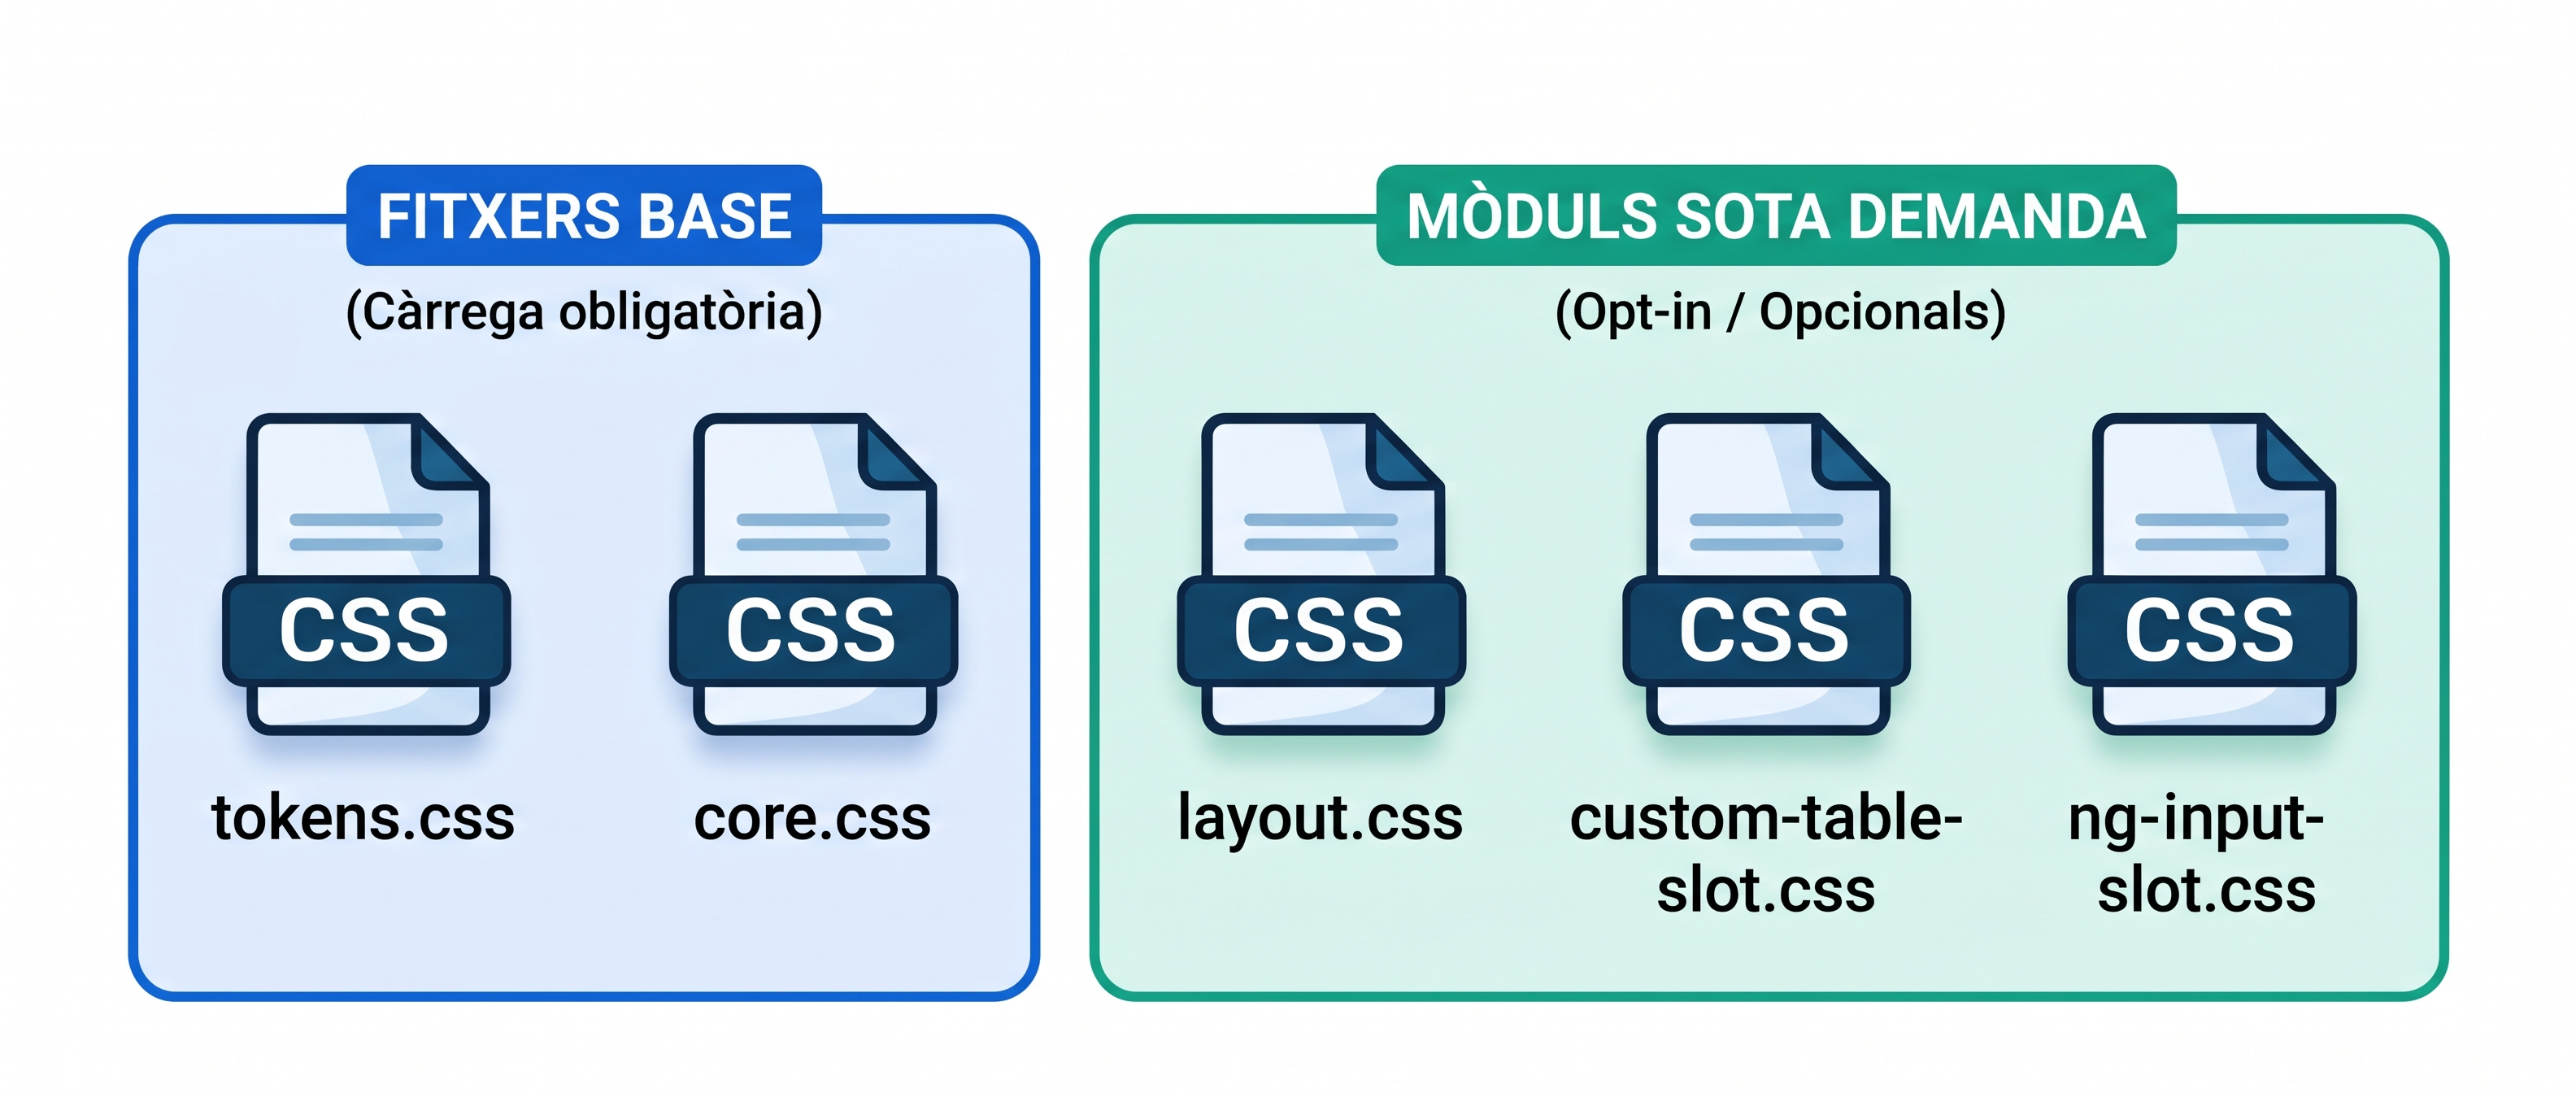 FITXERS BASE
(Càrrega obligatòria)
CSS
CSS
tokens.css
core.css
MÒDULS SOTA DEMANDA
(Opt-in / Opcionals)
CSS
CSS
CSS
layout.css
custom-table-
slot.css
ng-input-
slot.css